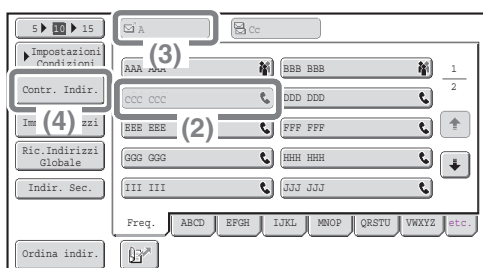 5 10 15
A
Cc
Impostazioni
Condizioni
(3)
AAA AAA
BBB BBB
1
2
Contr. Indir.
CCC CCC
DDD DDD
(4)
(2)
EEE EEE
FFF FFF
Ric.Indirizzi
Globale
GGG GGG
HHH HHH
Indir. Sec.
III III
JJJ JJJ
Freq.
ABCD
EFGH
IJKL
MNOP
QRSTU
VWXYZ
etc.
Ordina indir.